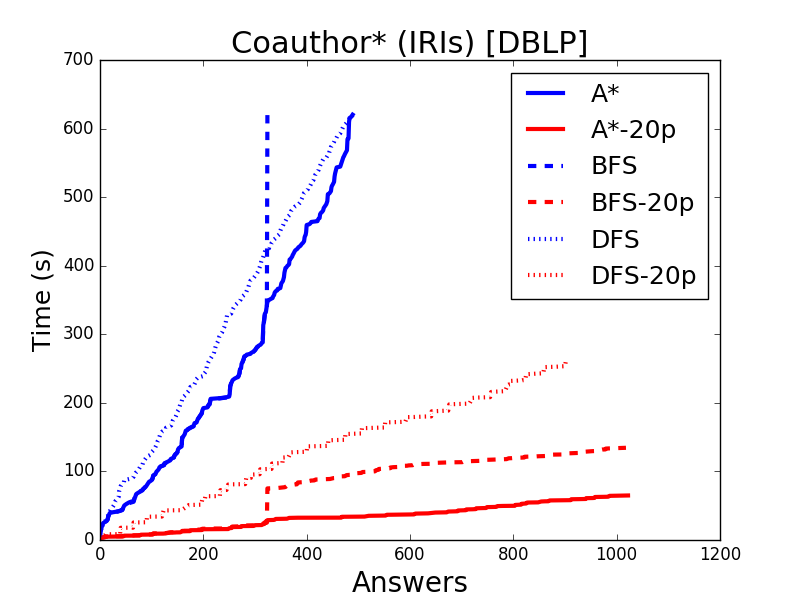 Coauthor* (IRIs) [DBLP]
700
600
500
400
300
200
100
0
Time (s)
A*
A*-20p
BFS
BFS-20p
DFS
DFS-20p
0 200 400 600 800 1000 1200
Answers